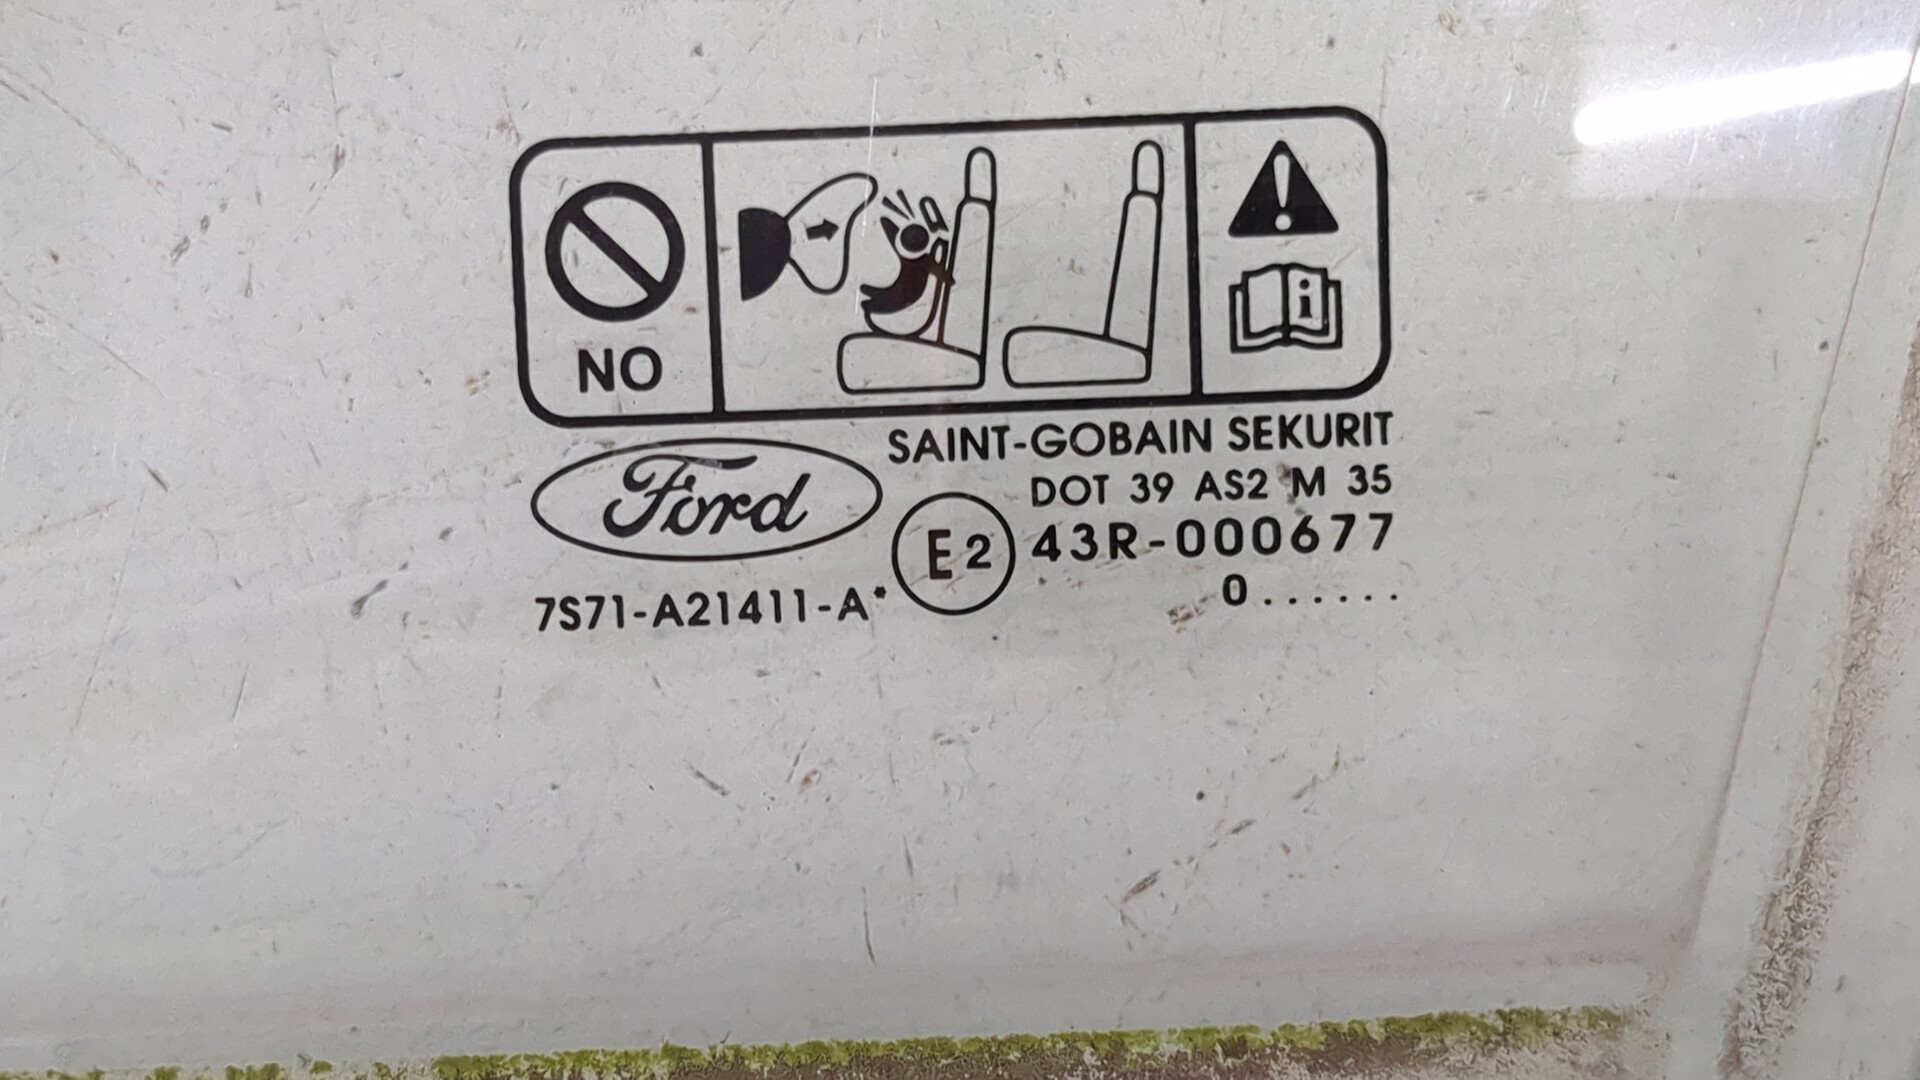 NO
i
SAINT-GOBAIN SEKURIT
Ford
DOT 39 AS2 M 35
E2 43R-000677
7S71-A21411-A*
0......